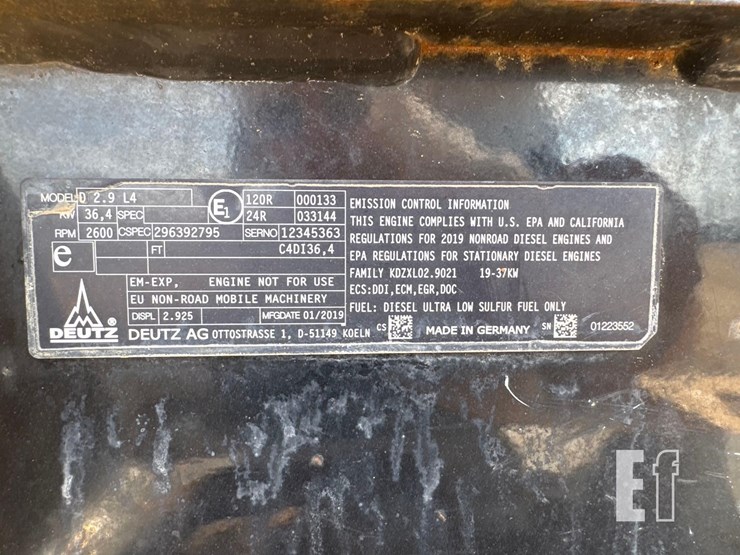 MODEL D 2.9 L4
KW 36,4 SPEC
RPM 2600 CSPEC 296392795
E1
120R 000133
24R 033144
SERNO 12345363
e FT C4DI36,4
EM-EXP, ENGINE NOT FOR USE
EU NON-ROAD MOBILE MACHINERY
DISPL 2.925 MFGDATE 01/2019
DEUTZ
DEUTZ AG OTTOSTRASSE 1, D-51149 KOELN CS
EMISSION CONTROL INFORMATION
THIS ENGINE COMPLIES WITH U.S. EPA AND CALIFORNIA
REGULATIONS FOR 2019 NONROAD DIESEL ENGINES AND
EPA REGULATIONS FOR STATIONARY DIESEL ENGINES
FAMILY KDZXL02.9021 19-37KW
ECS:DDI,ECM,EGR,DOC
FUEL: DIESEL ULTRA LOW SULFUR FUEL ONLY
MADE IN GERMANY SN 01223552
Ef